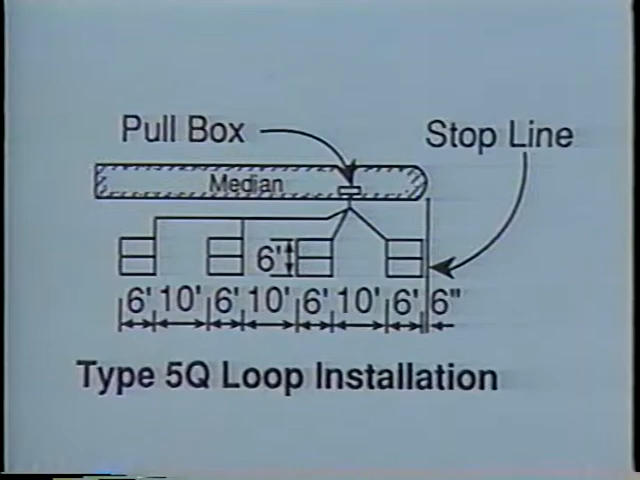 Pull Box
Stop Line
Median
6'
6' 10' 6' 10' 6' 10' 6' 6"
Type 5Q Loop Installation